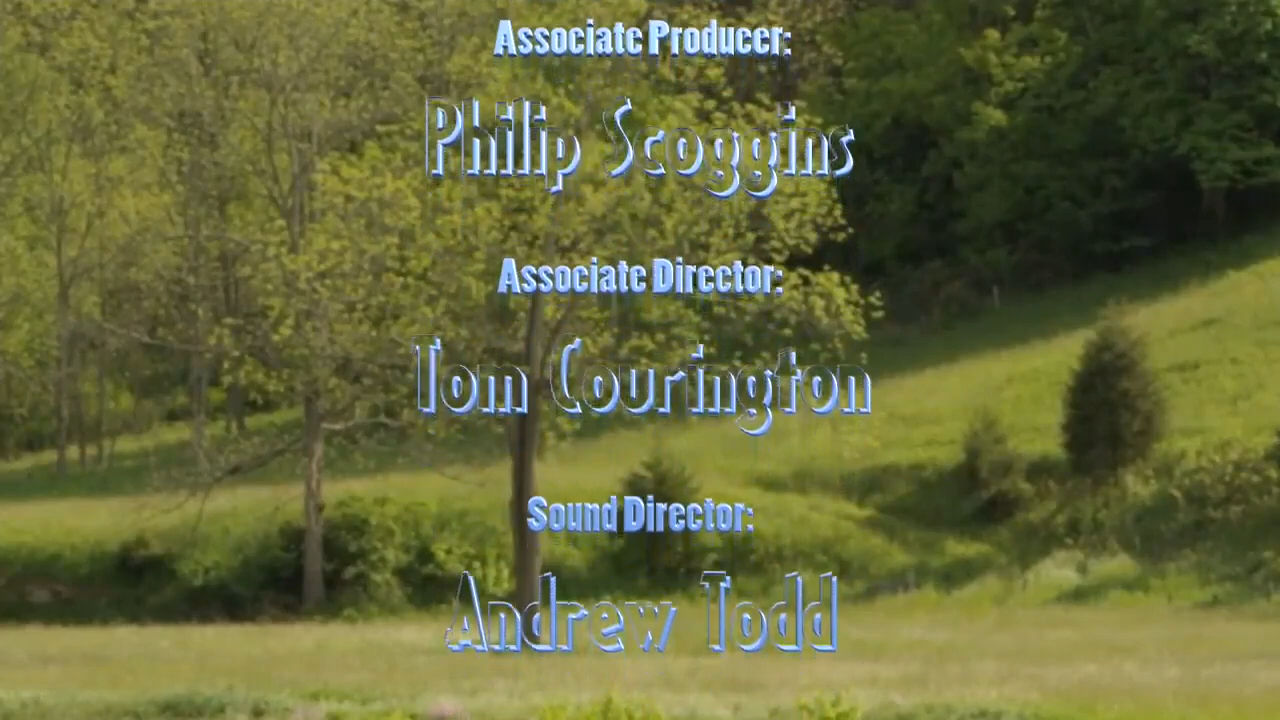 Associate Producer:
Philip Scoggins
Associate Director:
Tom Courington
Sound Director:
Andrew Todd